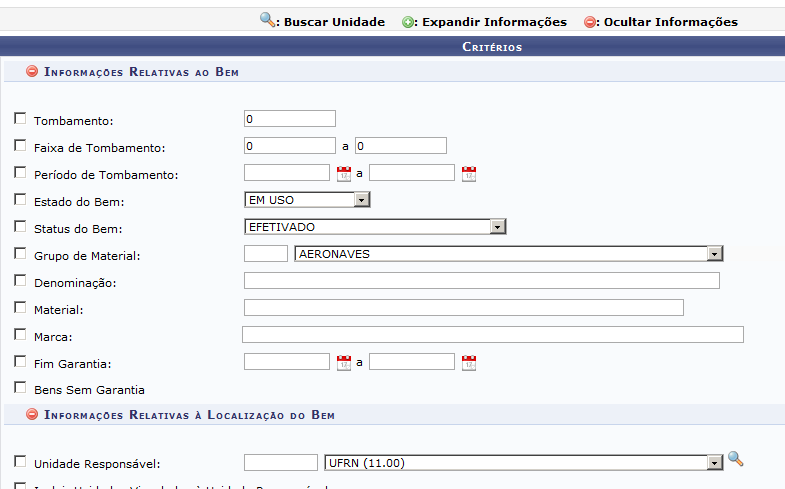 : Buscar Unidade : Expandir Informações : Ocultar Informações
Critérios
Informações Relativas ao Bem
Tombamento: 0
Faixa de Tombamento: 0 a 0
Período de Tombamento: a
Estado do Bem: EM USO
Status do Bem: EFETIVADO
Grupo de Material: AERONAVES
Denominação:
Material:
Marca:
Fim Garantia: a
Bens Sem Garantia
Informações Relativas à Localização do Bem
Unidade Responsável: UFRN (11.00)